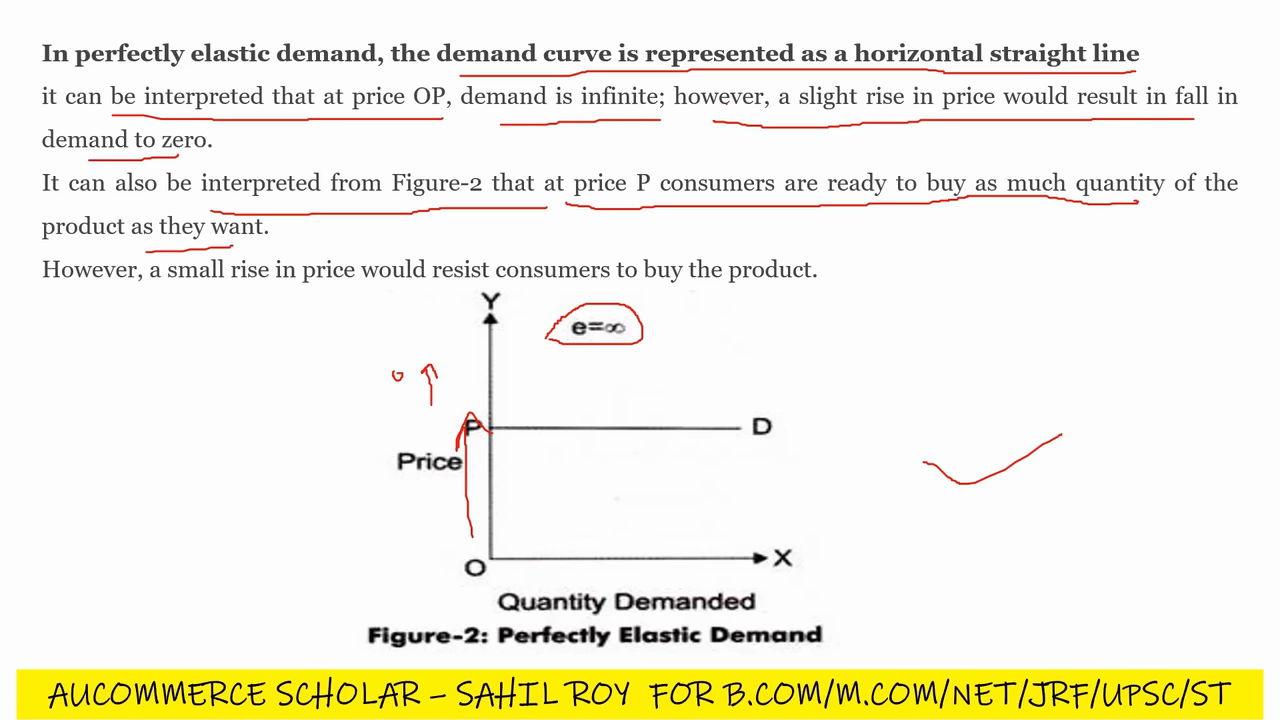 In perfectly elastic demand, the demand curve is represented as a horizontal straight line
it can be interpreted that at price OP, demand is infinite; however, a slight rise in price would result in fall in
demand to zero.
It can also be interpreted from Figure-2 that at price P consumers are ready to buy as much quantity of the
product as they want.
However, a small rise in price would resist consumers to buy the product.
Y
e=∞
P
D
Price
O
X
Quantity Demanded
Figure-2: Perfectly Elastic Demand
AUCOMMERCE SCHOLAR – SAHIL ROY FOR B.COM/M.COM/NET/JRF/UPSC/ST